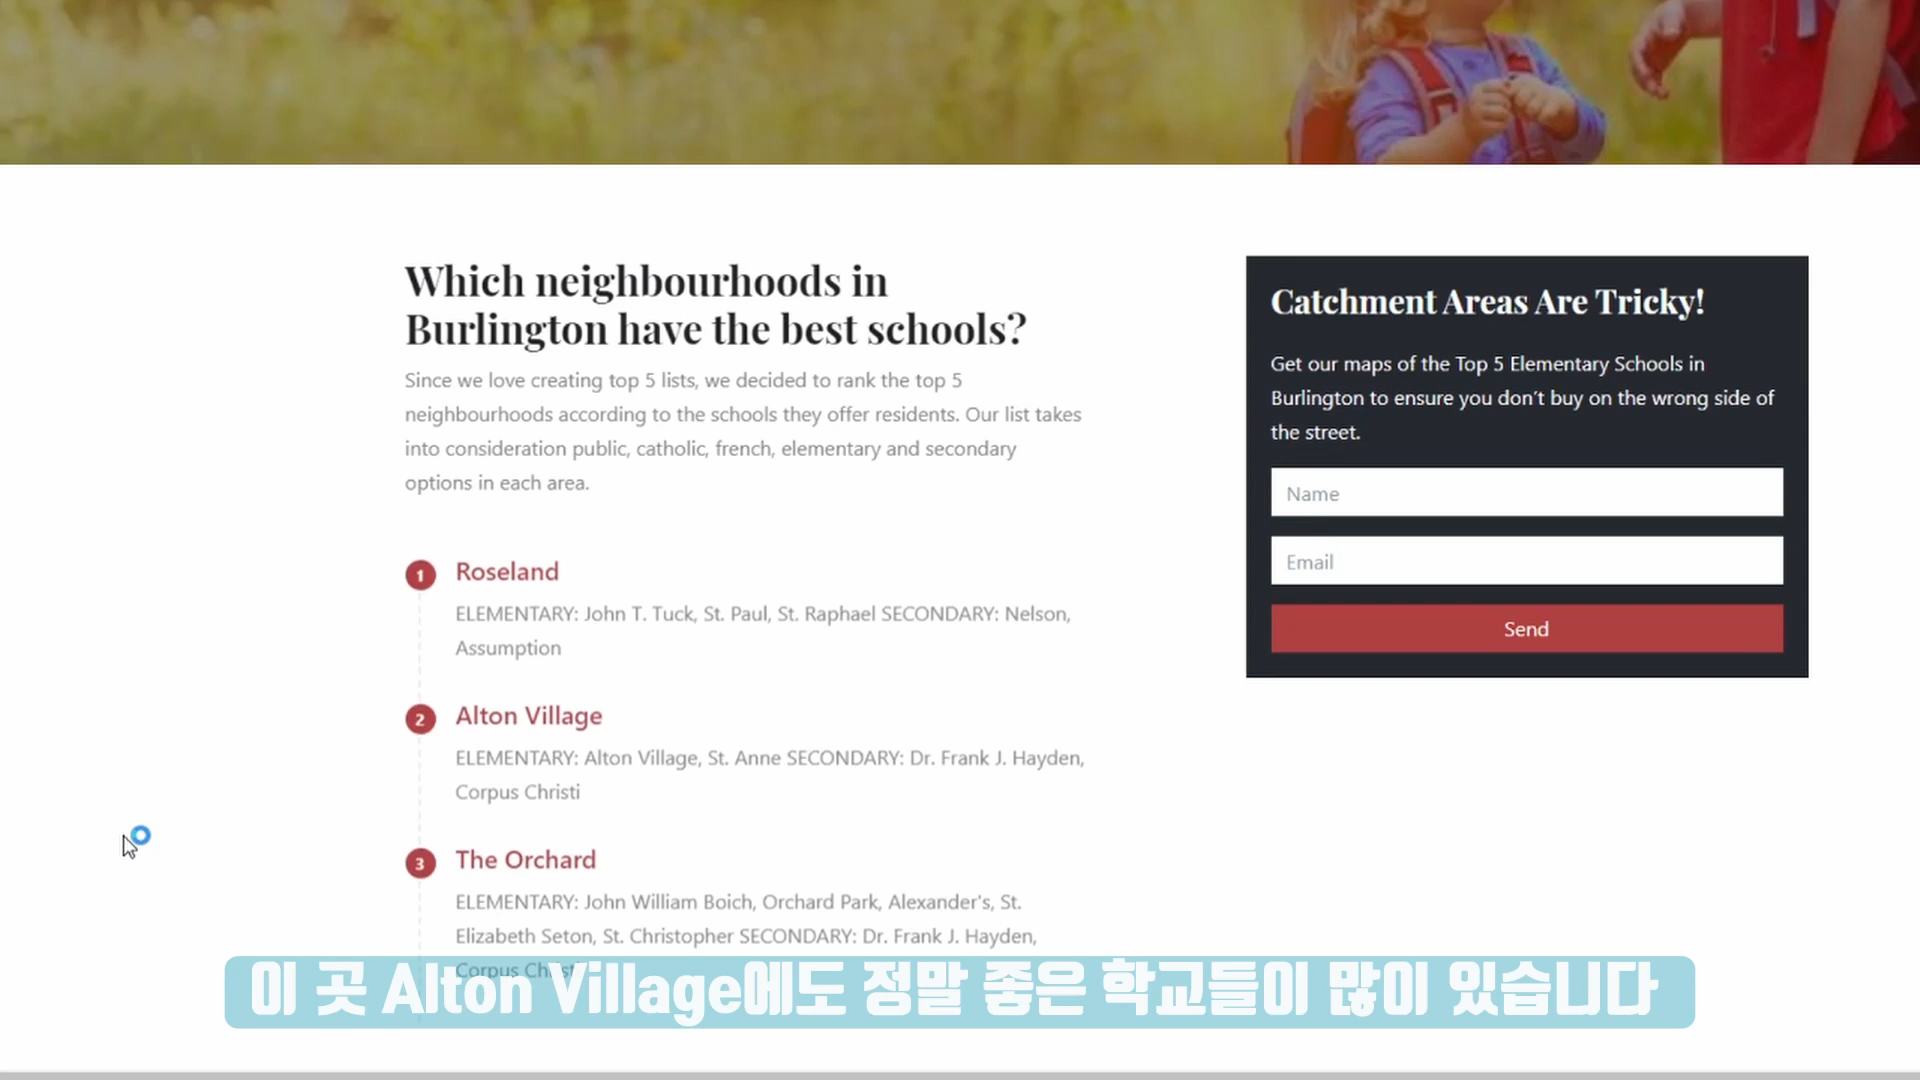 Which neighbourhoods in
Burlington have the best schools?
Since we love creating top 5 lists, we decided to rank the top 5
neighbourhoods according to the schools they offer residents. Our list takes
into consideration public, catholic, french, elementary and secondary
options in each area.
1 Roseland
ELEMENTARY: John T. Tuck, St. Paul, St. Raphael SECONDARY: Nelson,
Assumption
2 Alton Village
ELEMENTARY: Alton Village, St. Anne SECONDARY: Dr. Frank J. Hayden,
Corpus Christi
3 The Orchard
ELEMENTARY: John William Boich, Orchard Park, Alexander's, St.
Elizabeth Seton, St. Christopher SECONDARY: Dr. Frank J. Hayden,
Corpus Christi
Catchment Areas Are Tricky!
Get our maps of the Top 5 Elementary Schools in
Burlington to ensure you don't buy on the wrong side of
the street.
Name
Email
Send
이 곳 Alton Village에도 정말 좋은 학교들이 많이 있습니다